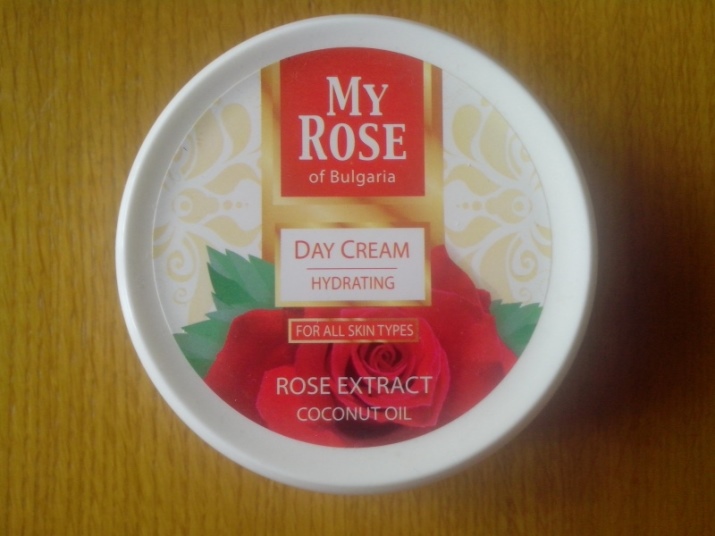 MY
ROSE
of Bulgaria
DAY CREAM
HYDRATING
FOR ALL SKIN TYPES
ROSE EXTRACT
COCONUT OIL